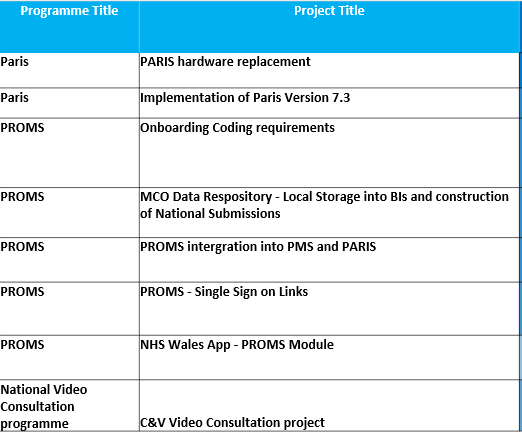 Programme Title Project Title
Paris PARIS hardware replacement
Paris Implementation of Paris Version 7.3
PROMS Onboarding Coding requirements
PROMS MCO Data Respository - Local Storage into BIs and construction
of National Submissions
PROMS PROMS intergration into PMS and PARIS
PROMS PROMS - Single Sign on Links
PROMS NHS Wales App - PROMS Module
National Video
Consultation
programme C&V Video Consultation project